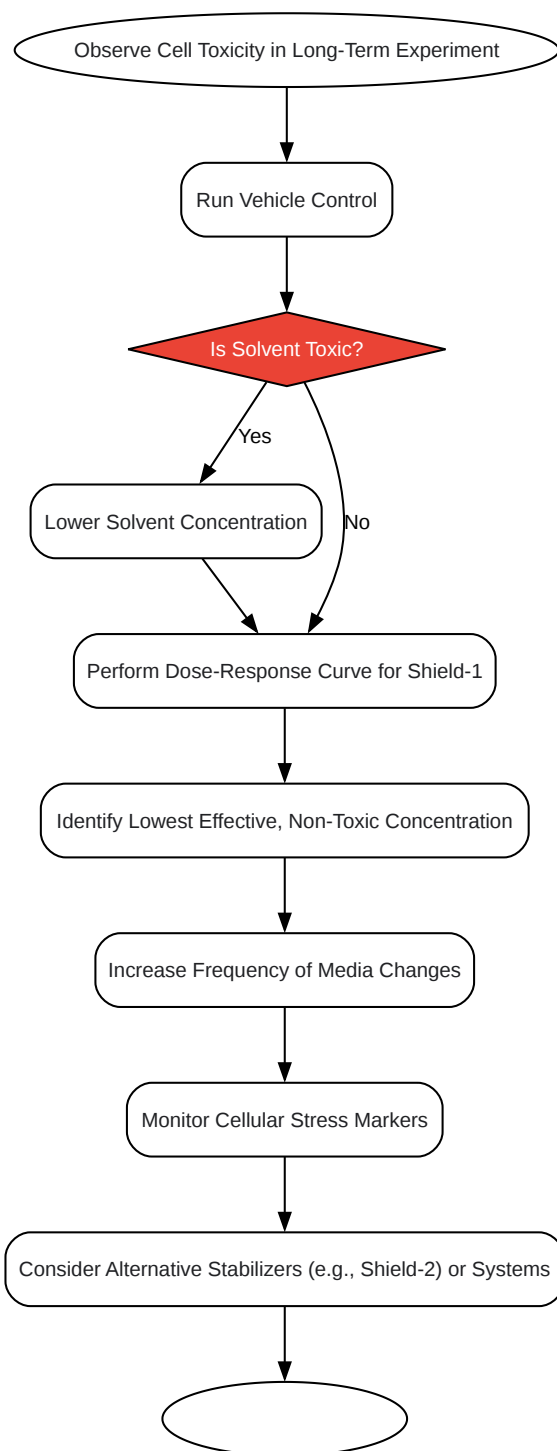 Observe Cell Toxicity in Long-Term Experiment
Run Vehicle Control
Is Solvent Toxic?
Yes
Lower Solvent Concentration
No
Perform Dose-Response Curve for Shield-1
Identify Lowest Effective, Non-Toxic Concentration
Increase Frequency of Media Changes
Monitor Cellular Stress Markers
Consider Alternative Stabilizers (e.g., Shield-2) or Systems